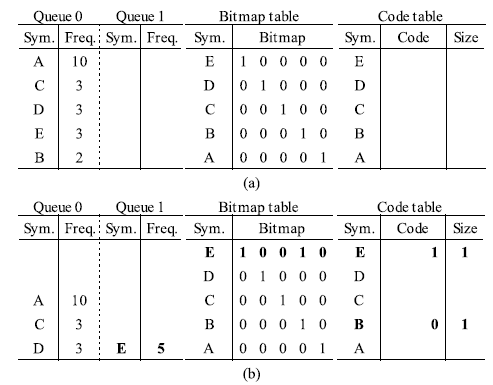 Queue 0 Queue 1 Bitmap table Code table
Sym. Freq. Sym. Freq. Sym. Bitmap Sym. Code Size
A 10 E 1 0 0 0 0 E
C 3 D 0 1 0 0 0 D
D 3 C 0 0 1 0 0 C
E 3 B 0 0 0 1 0 B
B 2 A 0 0 0 0 1 A
(a)
Queue 0 Queue 1 Bitmap table Code table
Sym. Freq. Sym. Freq. Sym. Bitmap Sym. Code Size
E 1 0 0 1 0 E 1 1
D 0 1 0 0 0 D
A 10 C 0 0 1 0 0 C
C 3 B 0 0 0 1 0 B 0 1
D 3 E 5 A 0 0 0 0 1 A
(b)